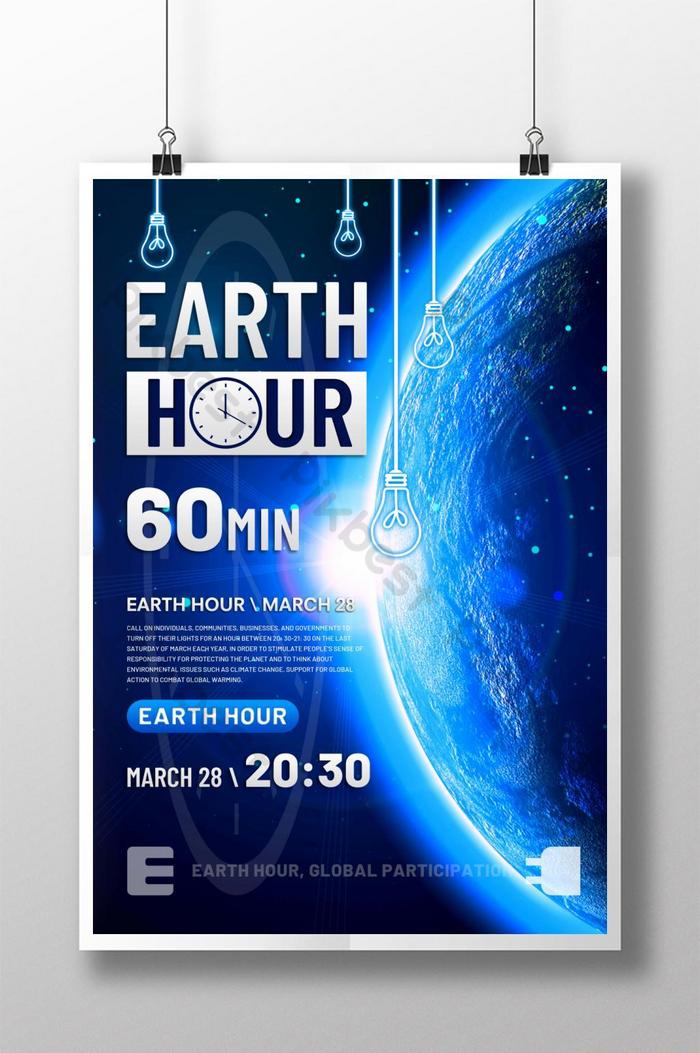 EARTH
HOUR
60MIN
EARTH HOUR \ MARCH 28
CALL ON INDIVIDUALS, COMMUNITIES, BUSINESSES, AND GOVERNMENTS TO
TURN OFF THEIR LIGHTS FOR AN HOUR BETWEEN 20: 30-21: 30 ON THE LAST
SATURDAY OF MARCH EACH YEAR, IN ORDER TO STIMULATE PEOPLE'S SENSE OF
RESPONSIBILITY FOR PROTECTING THE PLANET AND TO THINK ABOUT
ENVIRONMENTAL ISSUES SUCH AS CLIMATE CHANGE. SUPPORT FOR GLOBAL
ACTION TO COMBAT GLOBAL WARMING.
EARTH HOUR
MARCH 28 \ 20:30
E EARTH HOUR, GLOBAL PARTICIPATION
pikbest
pikbest